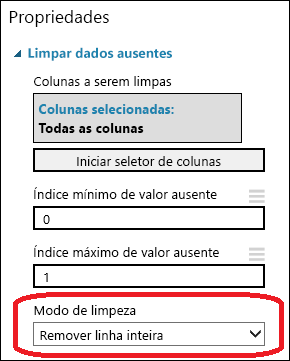 Propriedades
Limpar dados ausentes
Colunas a serem limpas
Colunas selecionadas:
Todas as colunas
Iniciar seletor de colunas
Índice mínimo de valor ausente
0
Índice máximo de valor ausente
1
Modo de limpeza
Remover linha inteira